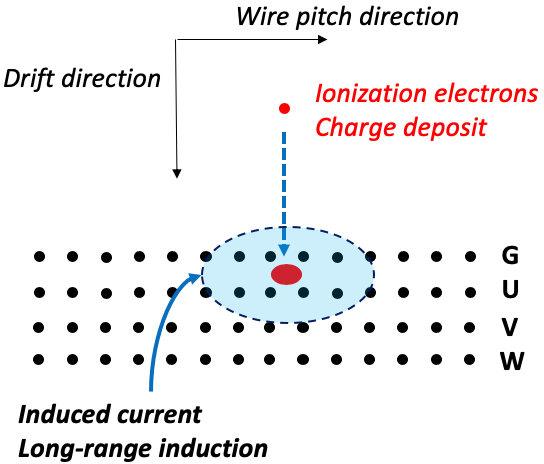 Wire pitch direction
Drift direction
Ionization electrons
Charge deposit
G
U
V
W
Induced current
Long-range induction